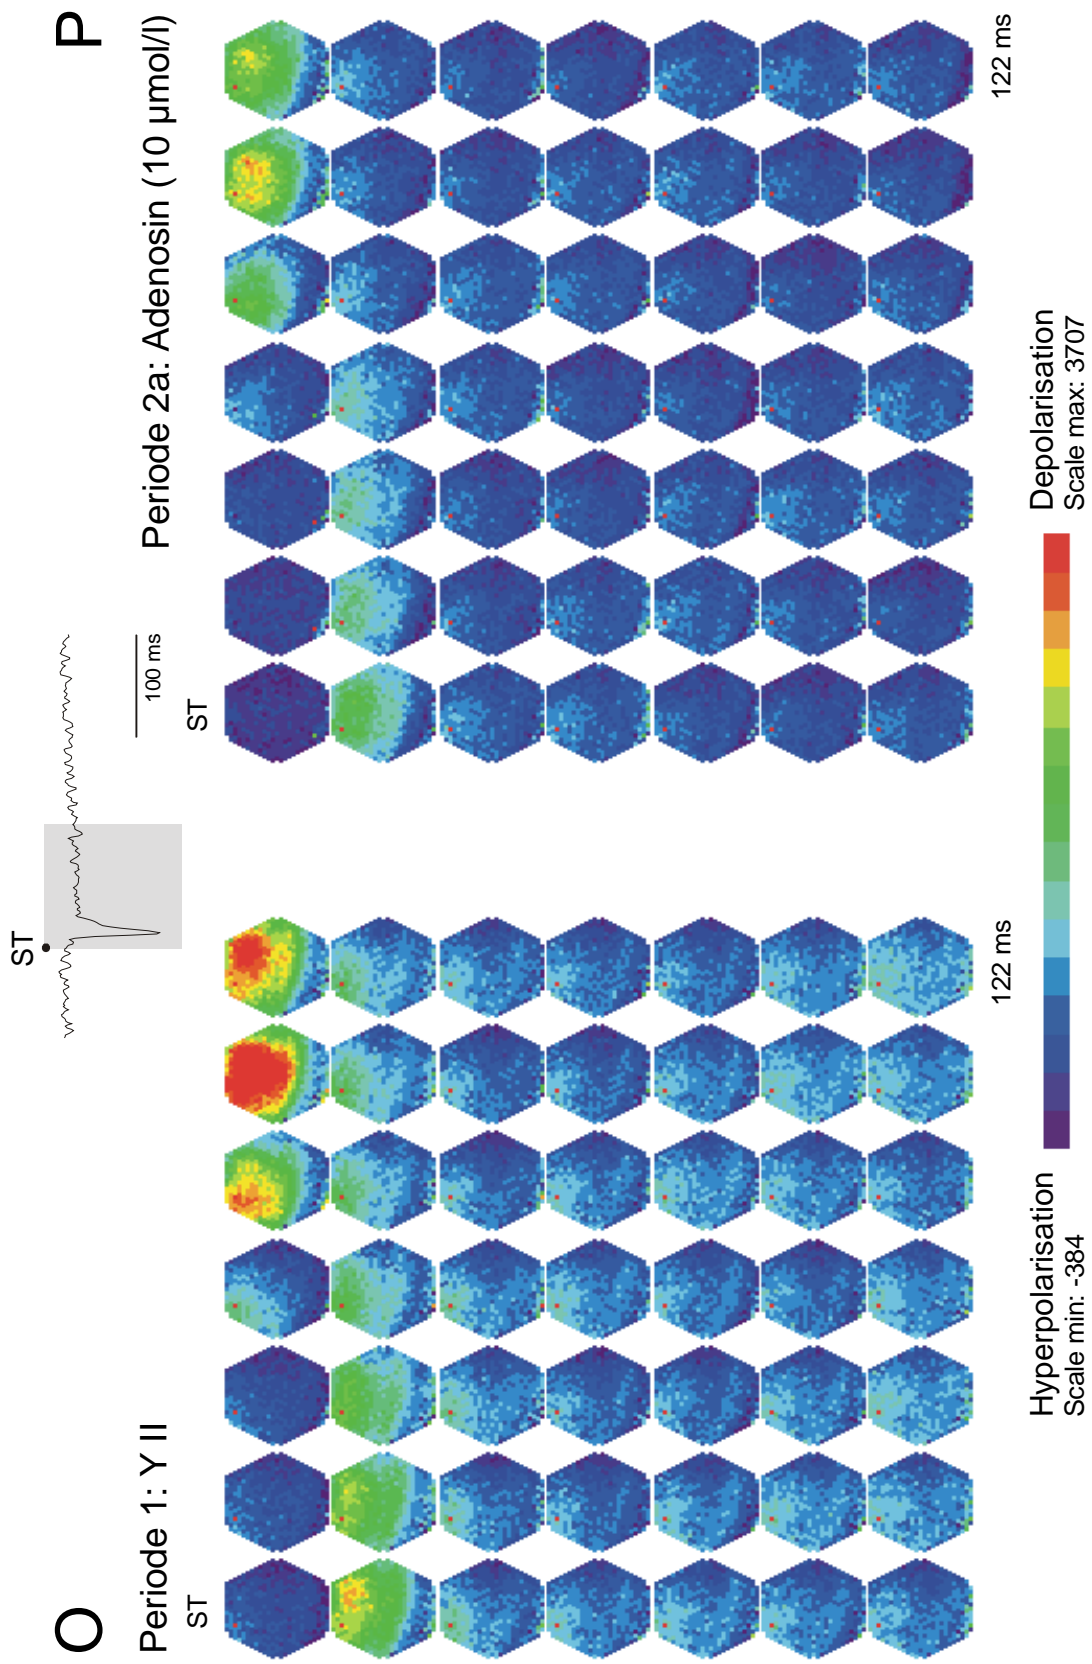 O
P
ST
100 ms
Periode 1: Y II
Periode 2a: Adenosin (10 µmol/l)
ST
ST
122 ms
122 ms
Hyperpolarisation
Scale min: -384
Depolarisation
Scale max: 3707